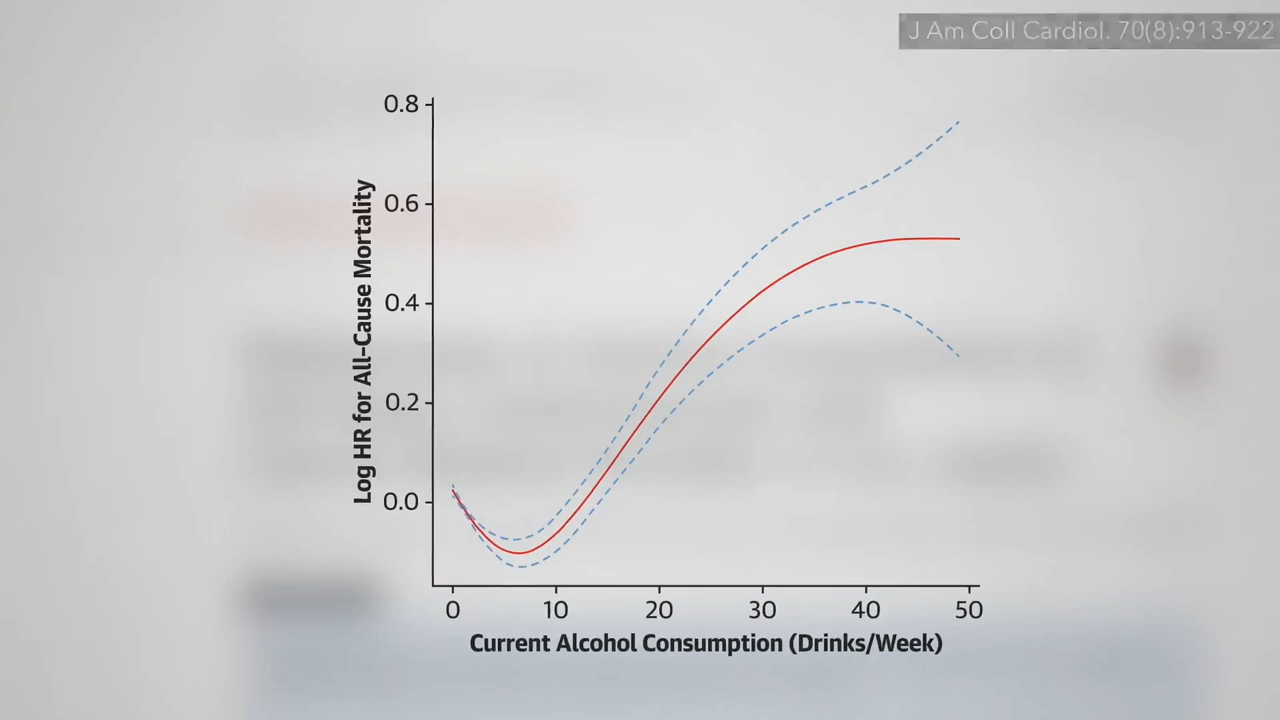 J Am Coll Cardiol. 70(8):913-922
0.8
0.6
0.4
0.2
0.0
Log HR for All-Cause Mortality
0 10 20 30 40 50
Current Alcohol Consumption (Drinks/Week)